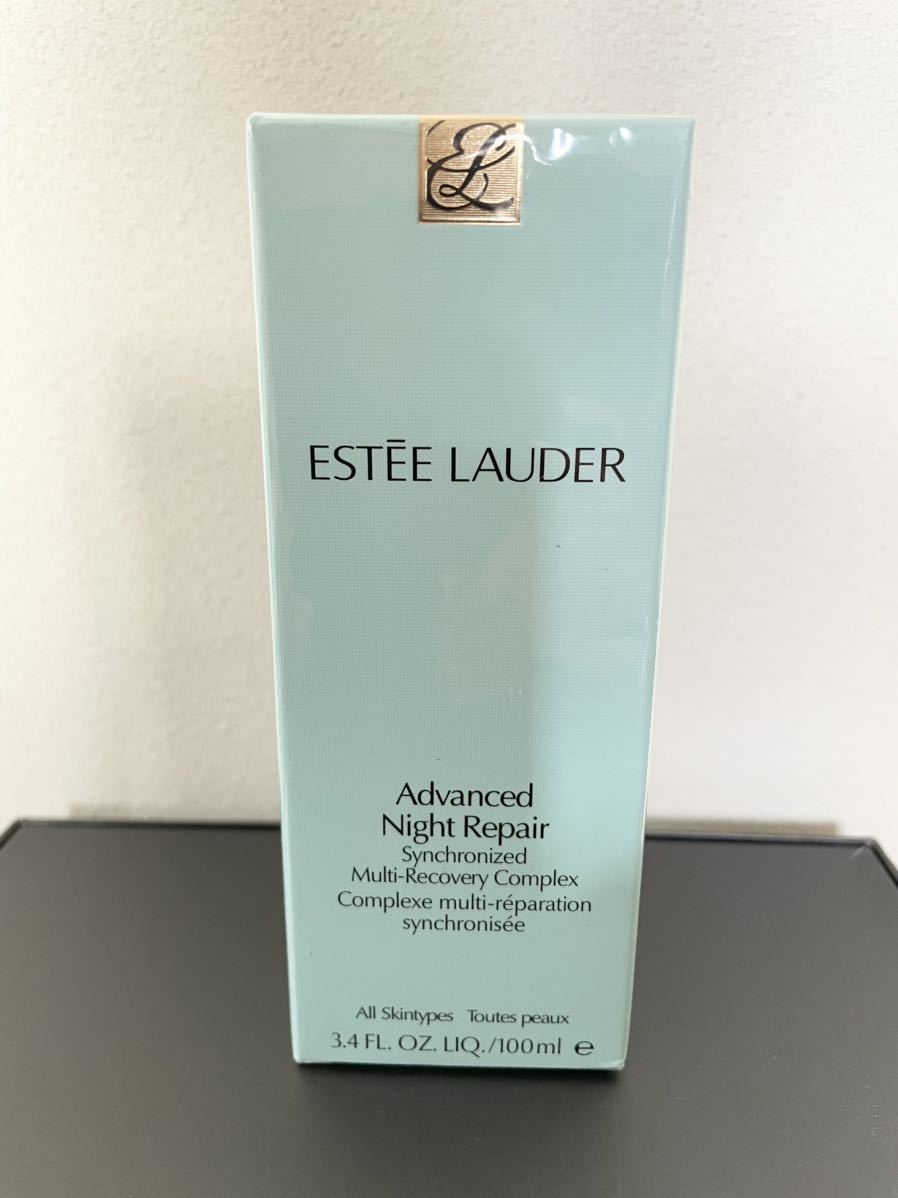 EL
ESTĒE LAUDER
Advanced
Night Repair
Synchronized
Multi-Recovery Complex
Complexe multi-réparation
synchronisée
All Skintypes Toutes peaux
3.4 FL. OZ. LIQ./100ml ℮